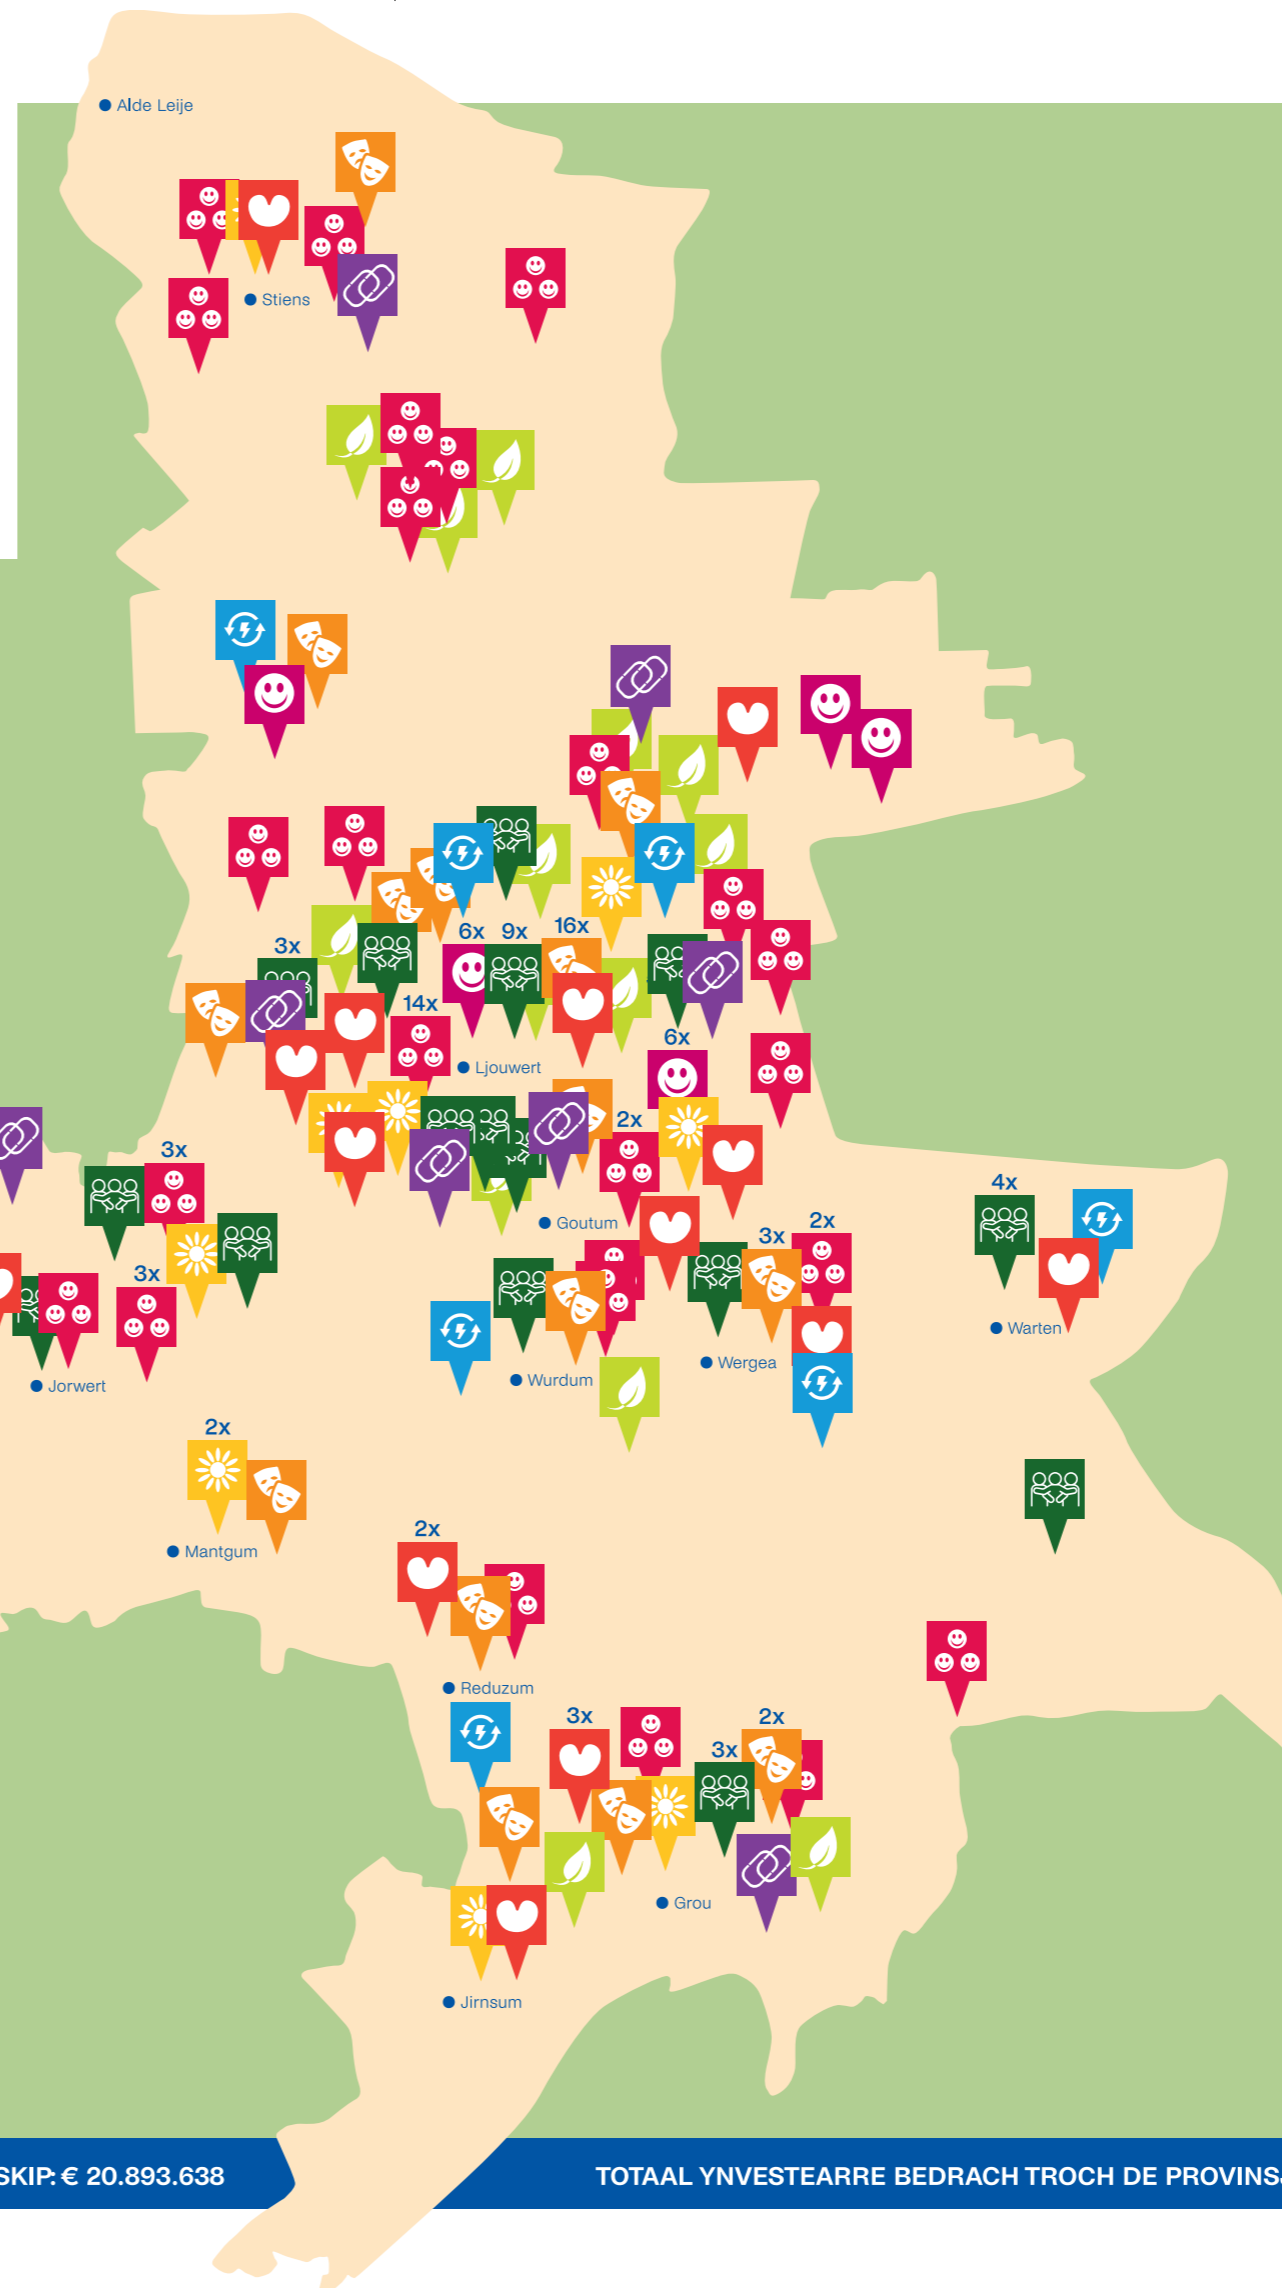 Alde Leije
Stiens
6x 9x 16x
3x
14x
Ljouwert
6x
2x
3x
4x
Goutum
3x 2x
3x
Warten
Wergea
Wurdum
Jorwert
2x
2x
Mantgum
Reduzum
3x 2x
3x
Grou
Jirnsum
SKIP: € 20.893.638
TOTAAL YNVESTEARRE BEDRACH TROCH DE PROVINS